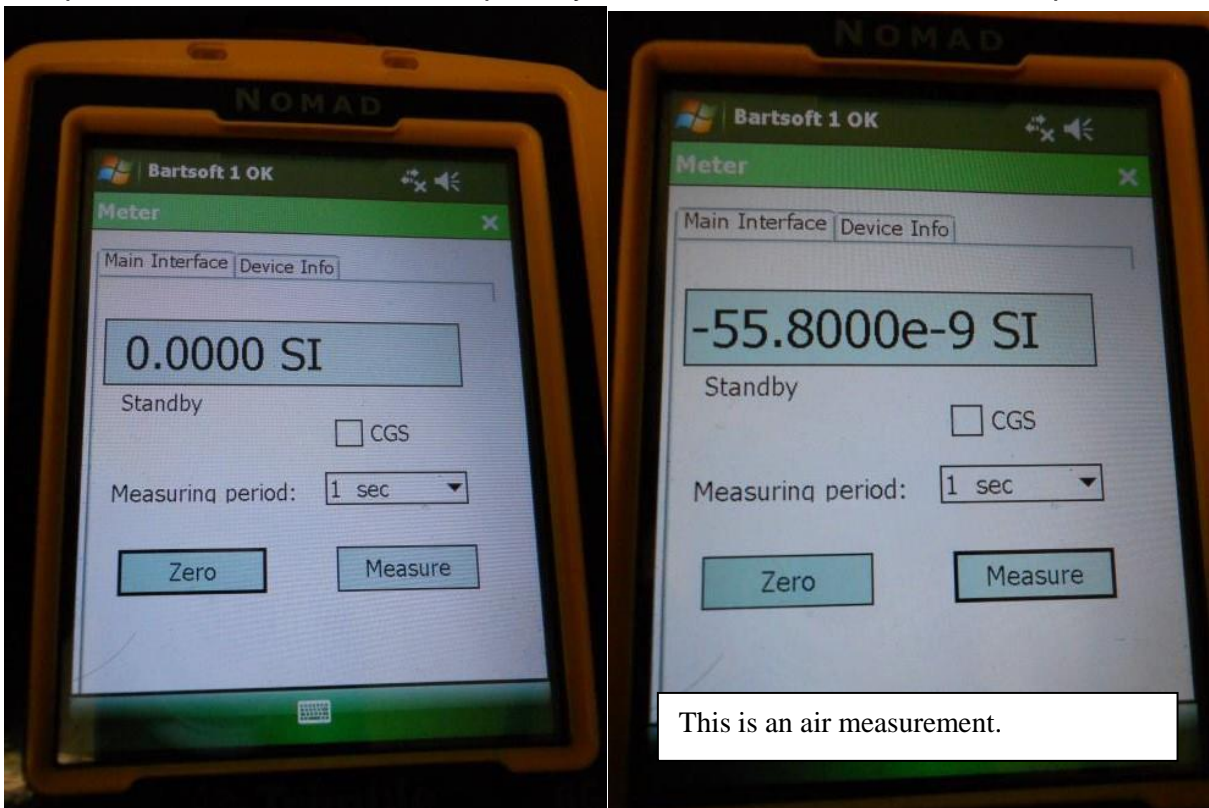 NOMAD
Bartsoft 1 OK
Meter
Main Interface Device Info
0.0000 SI
Standby
CGS
Measuring period: 1 sec
Zero Measure
NOMAD
Bartsoft 1 OK
Meter
Main Interface Device Info
-55.8000e-9 SI
Standby
CGS
Measuring period: 1 sec
Zero Measure
This is an air measurement.